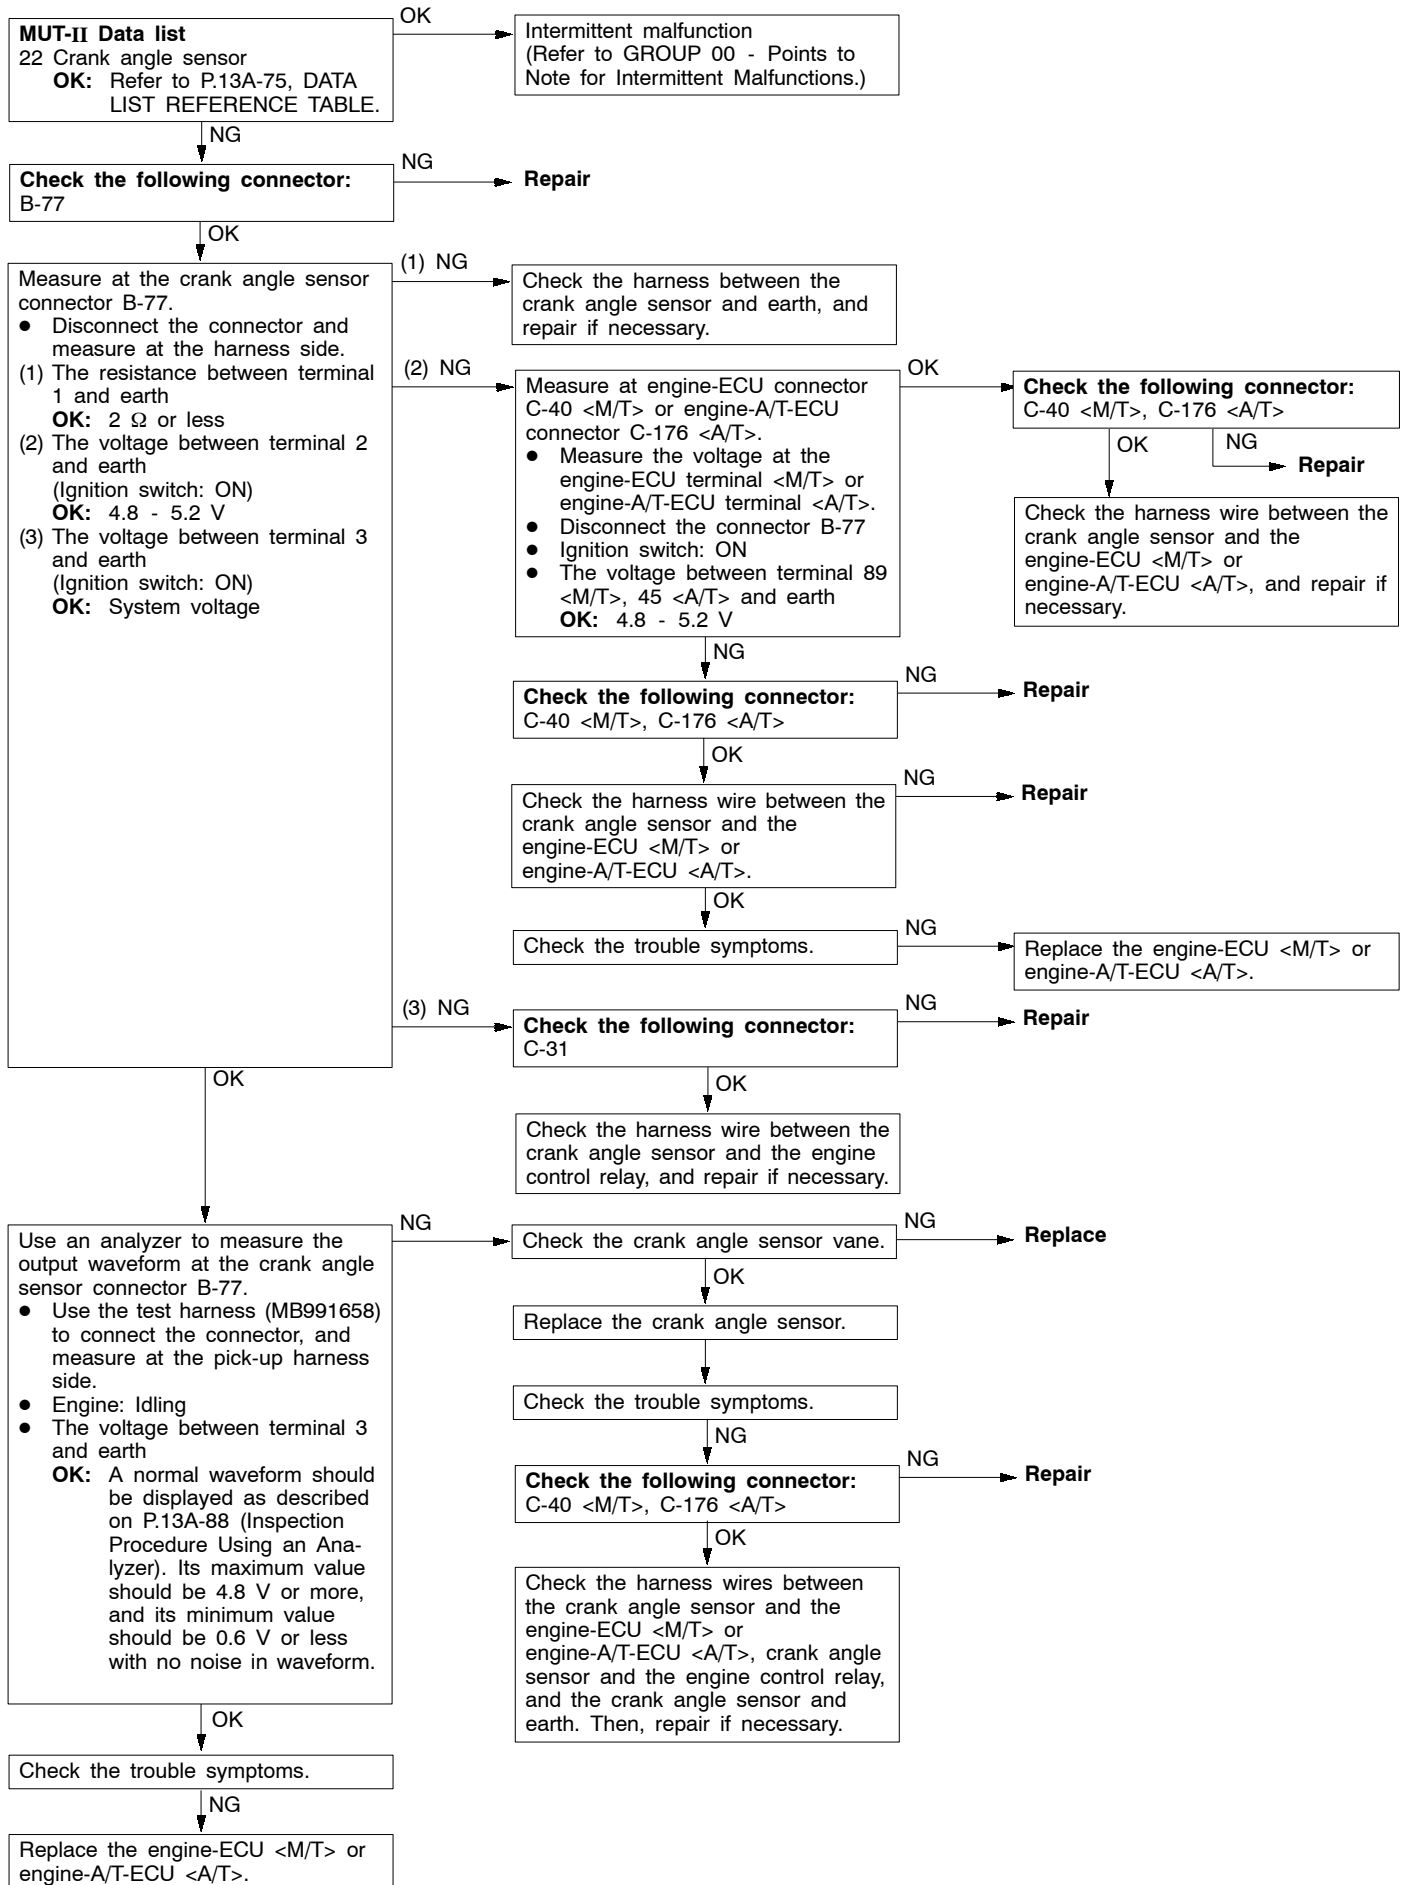 MUT-II Data list
22 Crank angle sensor
OK: Refer to P.13A-75, DATA
LIST REFERENCE TABLE.
OK
Intermittent malfunction
(Refer to GROUP 00 - Points to
Note for Intermittent Malfunctions.)
NG
Check the following connector:
B-77
NG
Repair
OK
Measure at the crank angle sensor
connector B-77.
● Disconnect the connector and
measure at the harness side.
(1) The resistance between terminal
1 and earth
OK: 2 Ω or less
(2) The voltage between terminal 2
and earth
(Ignition switch: ON)
OK: 4.8 - 5.2 V
(3) The voltage between terminal 3
and earth
(Ignition switch: ON)
OK: System voltage
(1) NG
Check the harness between the
crank angle sensor and earth, and
repair if necessary.
(2) NG
Measure at engine-ECU connector
C-40 <M/T> or engine-A/T-ECU
connector C-176 <A/T>.
● Measure the voltage at the
engine-ECU terminal <M/T> or
engine-A/T-ECU terminal <A/T>.
● Disconnect the connector B-77
● Ignition switch: ON
● The voltage between terminal 89
<M/T>, 45 <A/T> and earth
OK: 4.8 - 5.2 V
OK
Check the following connector:
C-40 <M/T>, C-176 <A/T>
OK
NG
Repair
Check the harness wire between the
crank angle sensor and the
engine-ECU <M/T> or
engine-A/T-ECU <A/T>, and repair if
necessary.
NG
Check the following connector:
C-40 <M/T>, C-176 <A/T>
NG
Repair
OK
Check the harness wire between the
crank angle sensor and the
engine-ECU <M/T> or
engine-A/T-ECU <A/T>.
NG
Repair
OK
Check the trouble symptoms.
NG
Replace the engine-ECU <M/T> or
engine-A/T-ECU <A/T>.
(3) NG
Check the following connector:
C-31
NG
Repair
OK
Check the harness wire between the
crank angle sensor and the engine
control relay, and repair if necessary.
OK
Use an analyzer to measure the
output waveform at the crank angle
sensor connector B-77.
● Use the test harness (MB991658)
to connect the connector, and
measure at the pick-up harness
side.
● Engine: Idling
● The voltage between terminal 3
and earth
OK: A normal waveform should
be displayed as described
on P.13A-88 (Inspection
Procedure Using an Ana-
lyzer). Its maximum value
should be 4.8 V or more,
and its minimum value
should be 0.6 V or less
with no noise in waveform.
NG
Check the crank angle sensor vane.
NG
Replace
OK
Replace the crank angle sensor.
Check the trouble symptoms.
NG
Check the following connector:
C-40 <M/T>, C-176 <A/T>
NG
Repair
OK
Check the harness wires between
the crank angle sensor and the
engine-ECU <M/T> or
engine-A/T-ECU <A/T>, crank angle
sensor and the engine control relay,
and the crank angle sensor and
earth. Then, repair if necessary.
OK
Check the trouble symptoms.
NG
Replace the engine-ECU <M/T> or
engine-A/T-ECU <A/T>.